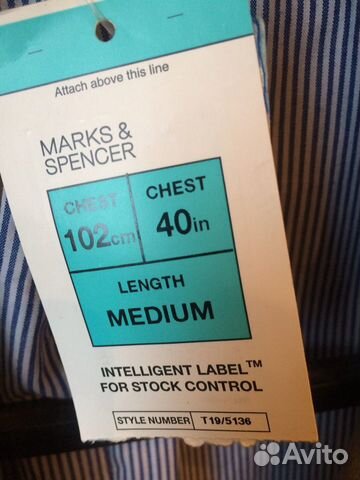 Attach above this line
MARKS &
SPENCER
CHEST
102cm
CHEST
40in
LENGTH
MEDIUM
INTELLIGENT LABEL™
FOR STOCK CONTROL
STYLE NUMBER T19/5136
Avito